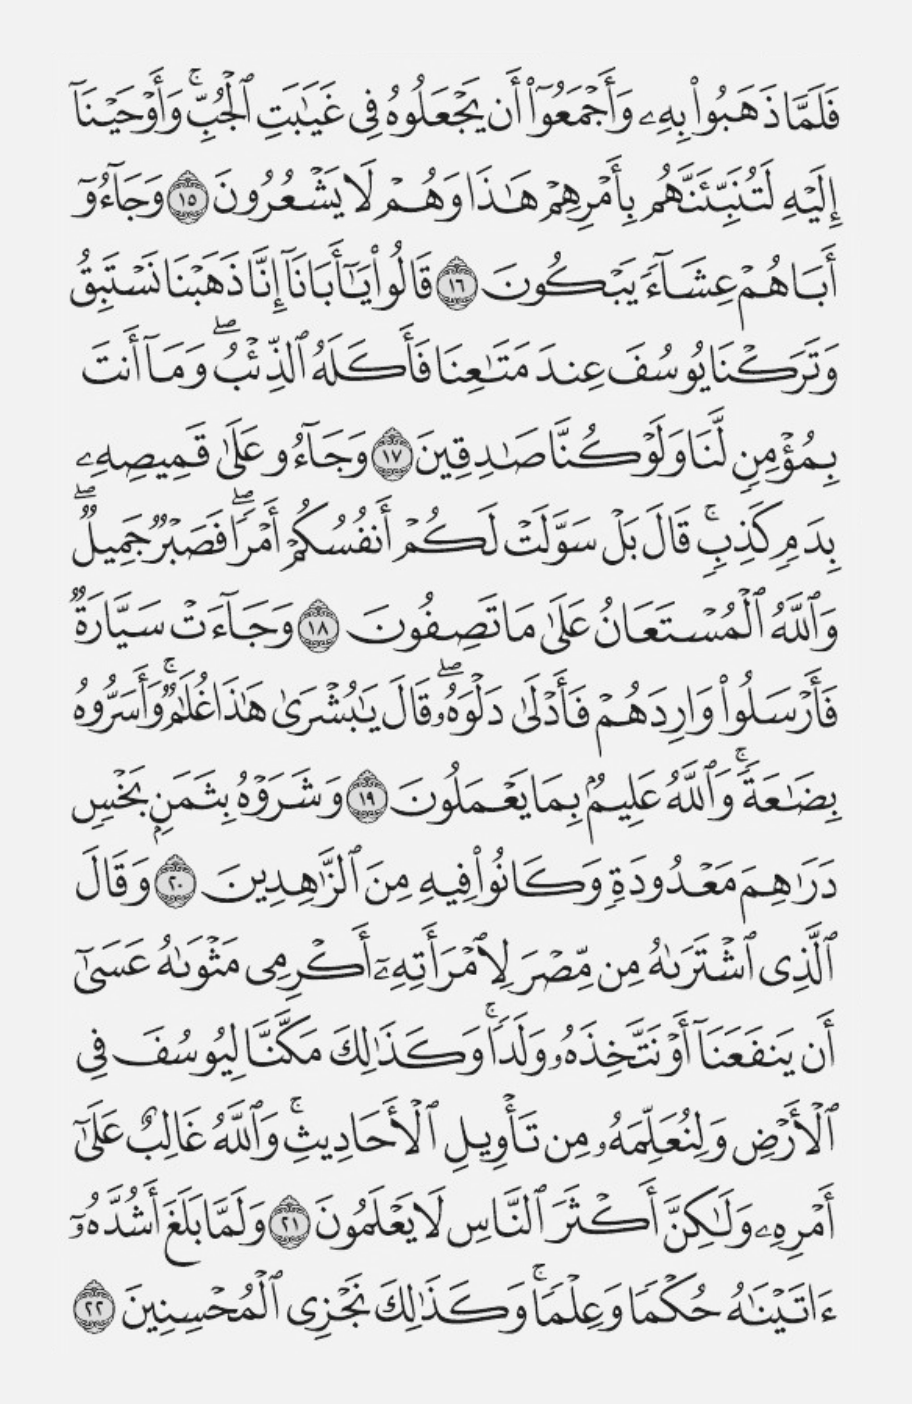 فَلَمَّا ذَهَبُوا۟ بِهِۦ وَأَجْمَعُوٓا۟ أَن يَجْعَلُوهُ فِى غَيَـٰبَتِ ٱلْجُبِّ ۚ وَأَوْحَيْنَآ
إِلَيْهِ لَتُنَبِّئَنَّهُم بِأَمْرِهِمْ هَـٰذَا وَهُمْ لَا يَشْعُرُونَ ١٥ وَجَآءُوٓ
أَبَاهُمْ عِشَآءً يَبْكُونَ ١٦ قَالُوا۟ يَـٰٓأَبَانَآ إِنَّا ذَهَبْنَا نَسْتَبِقُ
وَتَرَكْنَا يُوسُفَ عِندَ مَتَـٰعِنَا فَأَكَلَهُ ٱلذِّئْبُ ۖ وَمَآ أَنتَ
بِمُؤْمِنٍ لَّنَا وَلَوْ كُنَّا صَـٰدِقِينَ ١٧ وَجَآءُو عَلَىٰ قَمِيصِهِۦ
بِدَمٍ كَذِبٍ ۚ قَالَ بَلْ سَوَّلَتْ لَكُمْ أَنفُسُكُمْ أَمْرًا ۖ فَصَبْرٌ جَمِيلٌ ۖ
وَٱللَّهُ ٱلْمُسْتَعَانُ عَلَىٰ مَا تَصِفُونَ ١٨ وَجَآءَتْ سَيَّارَةٌ
فَأَرْسَلُوا۟ وَارِدَهُمْ فَأَدْلَىٰ دَلْوَهُۥ ۖ قَالَ يَـٰبُشْرَىٰ هَـٰذَا غُلَـٰمٌ ۚ وَأَسَرُّوهُ
بِضَـٰعَةً ۚ وَٱللَّهُ عَلِيمٌۢ بِمَا يَعْمَلُونَ ١٩ وَشَرَوْهُ بِثَمَنٍۭ بَخْسٍ
دَرَٰهِمَ مَعْدُودَةٍ وَكَانُوا۟ فِيهِ مِنَ ٱلزَّٰهِدِينَ ٢٠ وَقَالَ
ٱلَّذِى ٱشْتَرَىٰهُ مِن مِّصْرَ لِٱمْرَأَتِهِۦٓ أَكْرِمِى مَثْوَىٰهُ عَسَىٰٓ
أَن يَنفَعَنَآ أَوْ نَتَّخِذَهُۥ وَلَدًا ۚ وَكَذَٰلِكَ مَكَّنَّا لِيُوسُفَ فِى
ٱلْأَرْضِ وَلِنُعَلِّمَهُۥ مِن تَأْوِيلِ ٱلْأَحَادِيثِ ۚ وَٱللَّهُ غَالِبٌ عَلَىٰٓ
أَمْرِهِۦ وَلَـٰكِنَّ أَكْثَرَ ٱلنَّاسِ لَا يَعْلَمُونَ ٢١ وَلَمَّا بَلَغَ أَشُدَّهُۥٓ
ءَاتَيْنَـٰهُ حُكْمًا وَعِلْمًا ۚ وَكَذَٰلِكَ نَجْزِى ٱلْمُحْسِنِينَ ٢٢